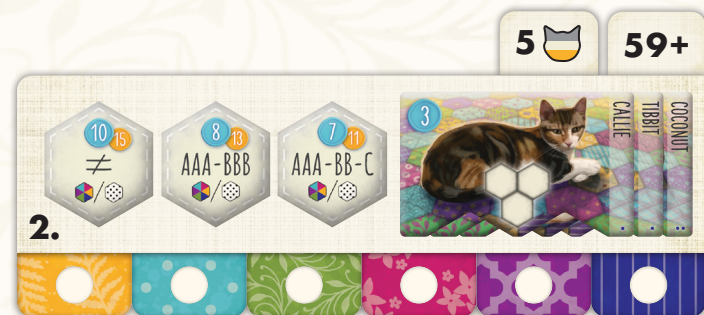 5
59+
10 15
≠
/
8 13
AAA-BBB
/
7 11
AAA-BB-C
/
3
CALLIE
TIBBIT
COCONUT
2.